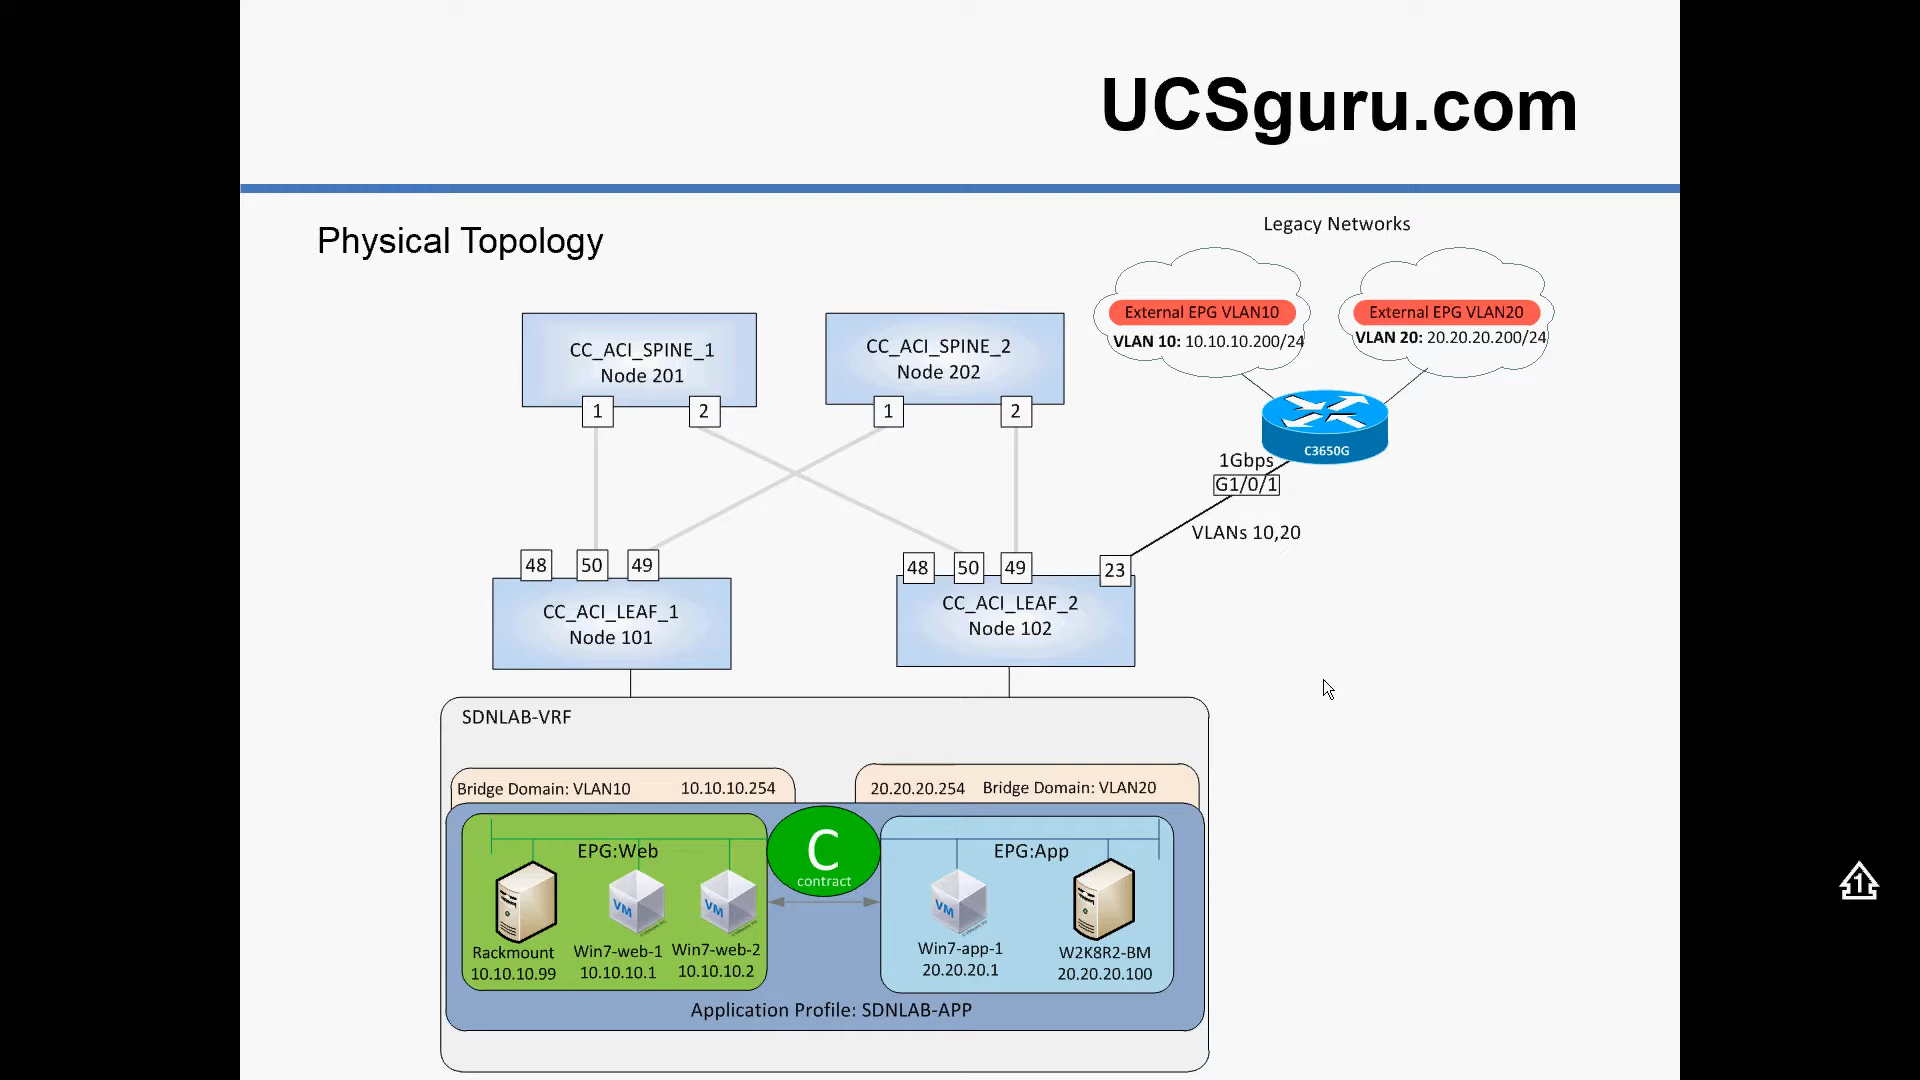 UCSguru.com
Physical Topology
Legacy Networks
External EPG VLAN10
VLAN 10: 10.10.10.200/24
External EPG VLAN20
VLAN 20: 20.20.20.200/24
CC_ACI_SPINE_1
Node 201
1
2
CC_ACI_SPINE_2
Node 202
1
2
C3650G
1Gbps
G1/0/1
VLANs 10,20
48
50
49
CC_ACI_LEAF_1
Node 101
48
50
49
23
CC_ACI_LEAF_2
Node 102
SDNLAB-VRF
Bridge Domain: VLAN10 10.10.10.254
20.20.20.254 Bridge Domain: VLAN20
EPG:Web
C
contract
EPG:App
VM
VM
VM
Rackmount
10.10.10.99
Win7-web-1
10.10.10.1
Win7-web-2
10.10.10.2
Win7-app-1
20.20.20.1
W2K8R2-BM
20.20.20.100
Application Profile: SDNLAB-APP
1